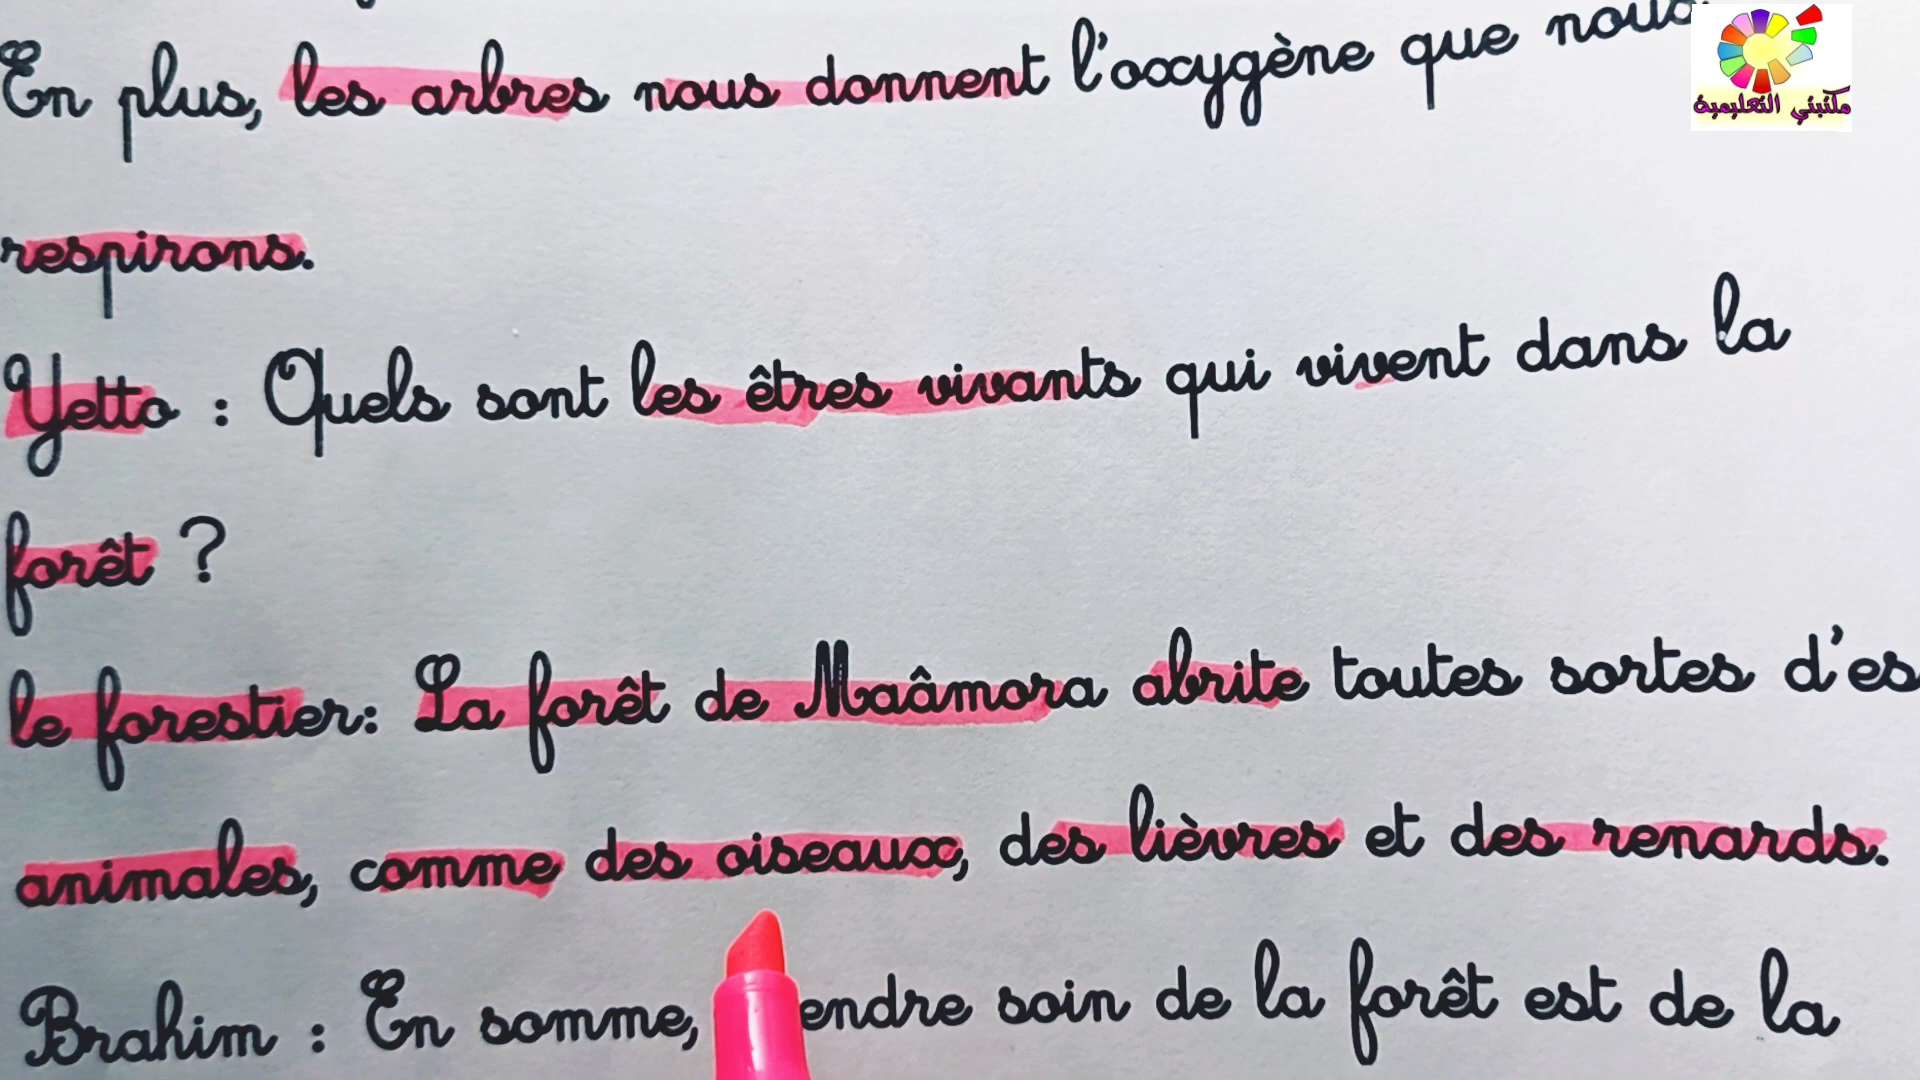 En plus, les arbres nous donnent l'oxygène que nous
مكتبتي التعليمية
respirons.
Yetto : Quels sont les êtres vivants qui vivent dans la
forêt ?
le forestier: La forêt de Maâmora abrite toutes sortes d'es
animales, comme des oiseaux, des lièvres et des renards.
Brahim : En somme, endre soin de la forêt est de la